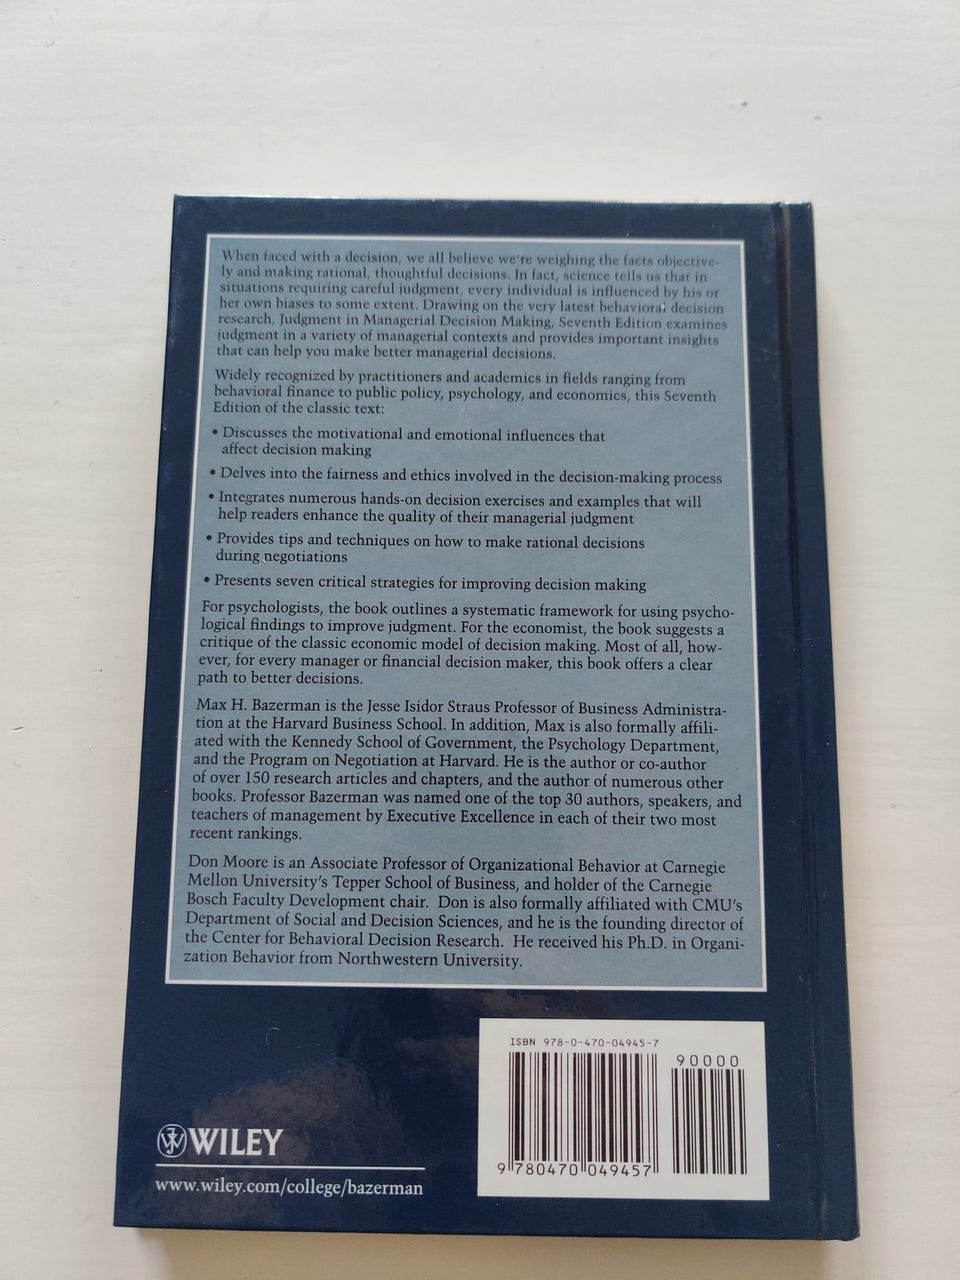 When faced with a decision, we all believe we're weighing the facts objective-
ly and making rational, thoughtful decisions. In fact, science tells us that in
situations requiring careful judgment, every individual is influenced by his or
her own biases to some extent. Drawing on the very latest behavioral decision
research, Judgment in Managerial Decision Making, Seventh Edition examines
judgment in a variety of managerial contexts and provides important insights
that can help you make better managerial decisions.
Widely recognized by practitioners and academics in fields ranging from
behavioral finance to public policy, psychology, and economics, this Seventh
Edition of the classic text:
• Discusses the motivational and emotional influences that
affect decision making
• Delves into the fairness and ethics involved in the decision-making process
• Integrates numerous hands-on decision exercises and examples that will
help readers enhance the quality of their managerial judgment
• Provides tips and techniques on how to make rational decisions
during negotiations
• Presents seven critical strategies for improving decision making
For psychologists, the book outlines a systematic framework for using psycho-
logical findings to improve judgment. For the economist, the book suggests a
critique of the classic economic model of decision making. Most of all, how-
ever, for every manager or financial decision maker, this book offers a clear
path to better decisions.
Max H. Bazerman is the Jesse Isidor Straus Professor of Business Administra-
tion at the Harvard Business School. In addition, Max is also formally affili-
ated with the Kennedy School of Government, the Psychology Department,
and the Program on Negotiation at Harvard. He is the author or co-author
of over 150 research articles and chapters, and the author of numerous other
books. Professor Bazerman was named one of the top 30 authors, speakers, and
teachers of management by Executive Excellence in each of their two most
recent rankings.
Don Moore is an Associate Professor of Organizational Behavior at Carnegie
Mellon University's Tepper School of Business, and holder of the Carnegie
Bosch Faculty Development chair. Don is also formally affiliated with CMU's
Department of Social and Decision Sciences, and he is the founding director of
the Center for Behavioral Decision Research. He received his Ph.D. in Organi-
zation Behavior from Northwestern University.
ISBN 978-0-470-04945-7
90000
9 780470 049457
WILEY
www.wiley.com/college/bazerman